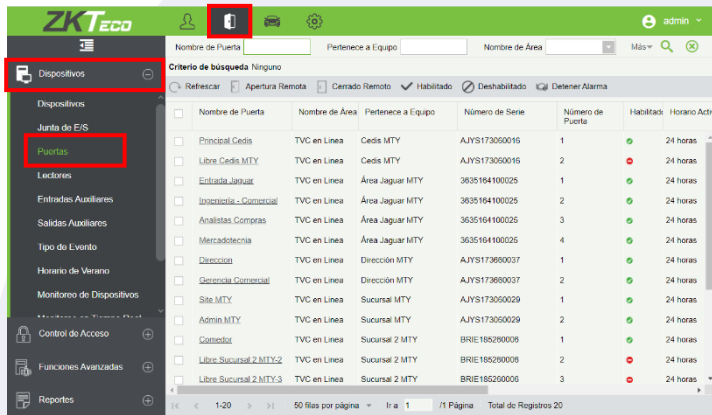 ZKTECO
admin
Nombre de Puerta Pertenece a Equipo Nombre de Área Más
Criterio de búsqueda Ninguno
Refrescar Apertura Remota Cerrado Remoto Habilitado Deshabilitado Detener Alarma
Dispositivos
Dispositivos
Junta de E/S
Puertas
Lectores
Entradas Auxiliares
Salidas Auxiliares
Tipo de Evento
Horario de Verano
Monitoreo de Dispositivos
Monitoreo en Tiempo Real
Control de Acceso
Funciones Avanzadas
Reportes
Nombre de Puerta Nombre de Área Pertenece a Equipo Número de Serie Número de Puerta Habilitado Horario Acti
Principal Cedis TVC en Linea Cedis MTY AJYS173060016 1 24 horas
Libre Cedis MTY TVC en Linea Cedis MTY AJYS173060016 2 24 horas
Entrada Jaguar TVC en Linea Área Jaguar MTY 3635164100025 1 24 horas
Ingenieria - Comercial TVC en Linea Área Jaguar MTY 3635164100025 2 24 horas
Analistas Compras TVC en Linea Área Jaguar MTY 3635164100025 3 24 horas
Mercadotecnia TVC en Linea Área Jaguar MTY 3635164100025 4 24 horas
Direccion TVC en Linea Dirección MTY AJYS173660037 1 24 horas
Gerencia Comercial TVC en Linea Dirección MTY AJYS173660037 2 24 horas
Site MTY TVC en Linea Sucursal MTY AJYS173060029 1 24 horas
Admin MTY TVC en Linea Sucursal MTY AJYS173060029 2 24 horas
Comedor TVC en Linea Sucursal 2 MTY BRIE185260006 1 24 horas
Libre Sucursal 2 MTY-2 TVC en Linea Sucursal 2 MTY BRIE185260006 2 24 horas
Libre Sucursal 2 MTY-3 TVC en Linea Sucursal 2 MTY BRIE185260006 3 24 horas
1-20 50 filas por página Ir a 1 /1 Página Total de Registros 20